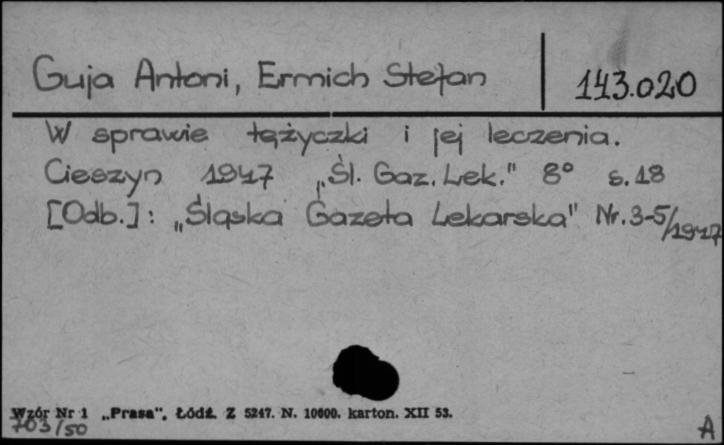 Guja Antoni, Ermich Stefan
143.020
W sprawie tężyczki i jej leczenia.
Cieszyn 1947 „Śl. Gaz. Lek." 8° s. 18
[Odb.]: „Śląska Gazeta Lekarska" Nr. 3-5/1947
Wzór Nr 1 „Prasa", Łódź. Z 5247. N. 10600. karton. XII 53.
703/50
A